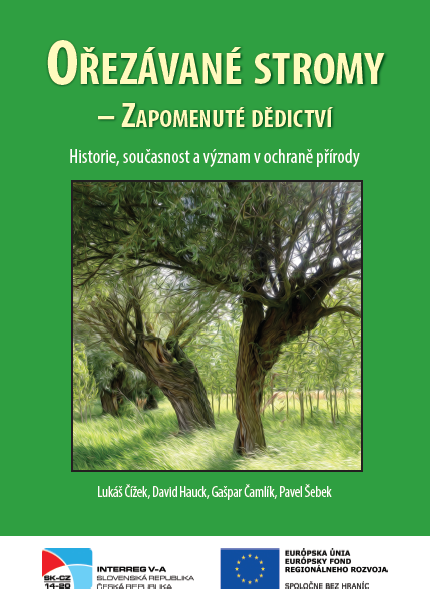 Ořezávané stromy
– Zapomenuté dědictví
Historie, současnost a význam v ochraně přírody
Lukáš Čížek, David Hauck, Gašpar Čamlík, Pavel Šebek
SK-CZ
14-20
INTERREG V-A
SLOVENSKÁ REPUBLIKA
ČESKÁ REPUBLIKA
EURÓPSKA ÚNIA
EURÓPSKY FOND
REGIONÁLNEHO ROZVOJA
SPOLOČNE BEZ HRANÍC